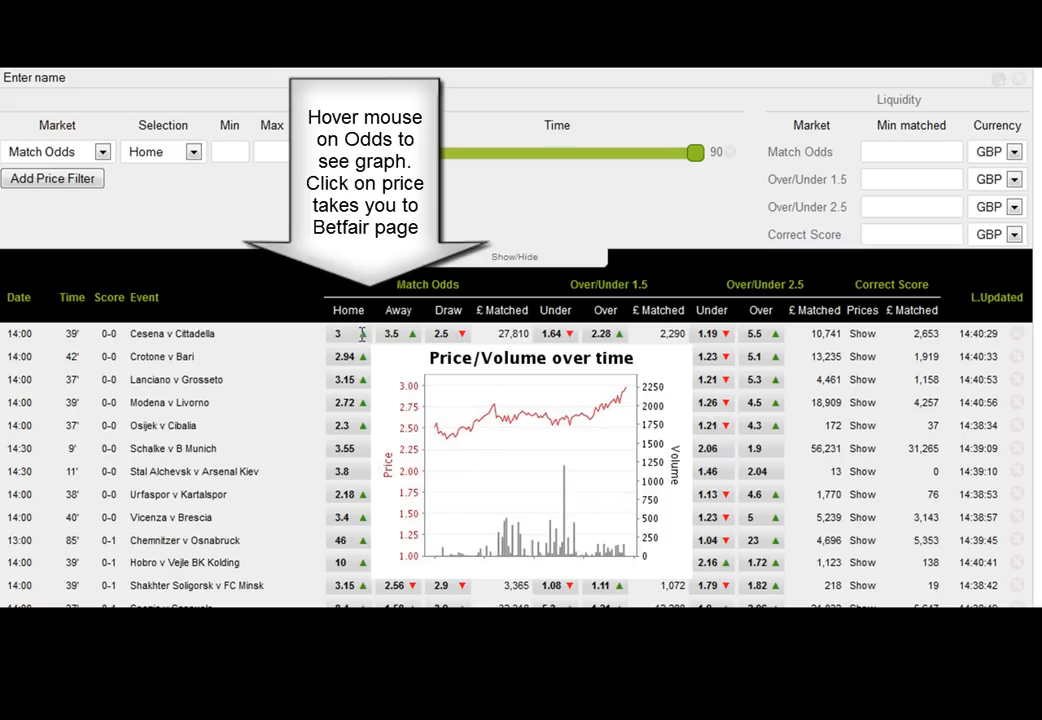 Enter name
Hover mouse
on Odds to
see graph.
Click on price
takes you to
Betfair page
Liquidity
Market Selection Min Max Time Market Min matched Currency
Match Odds Home 90 Match Odds GBP
Add Price Filter Over/Under 1.5 GBP
Over/Under 2.5 GBP
Correct Score GBP
Show/Hide
Match Odds Over/Under 1.5 Over/Under 2.5 Correct Score
Date Time Score Event L.Updated
Home Away Draw £ Matched Under Over £ Matched Under Over £ Matched Prices £ Matched
14:00 39' 0-0 Cesena v Cittadella 3 3.5 2.5 27,810 1.64 2.28 2,290 1.19 5.5 10,741 Show 2,653 14:40:29
14:00 42' 0-0 Crotone v Bari 2.94 1.23 5.1 13,235 Show 1,919 14:40:33
14:00 37' 0-0 Lanciano v Grosseto 3.15 1.21 5.3 4,461 Show 1,158 14:40:53
14:00 39' 0-0 Modena v Livorno 2.72 1.26 4.5 18,909 Show 4,257 14:40:56
14:00 37' 0-0 Osijek v Cibalia 2.3 1.21 4.3 172 Show 37 14:38:34
14:30 9' 0-0 Schalke v B Munich 3.55 2.06 1.9 56,231 Show 31,265 14:39:09
14:30 11' 0-0 Stal Alchevsk v Arsenal Kiev 3.8 1.46 2.04 13 Show 0 14:39:10
14:00 38' 0-0 Urfaspor v Kartalspor 2.18 1.13 4.6 1,770 Show 76 14:38:53
14:00 40' 0-0 Vicenza v Brescia 3.4 1.23 5 5,239 Show 3,143 14:38:57
13:00 85' 0-1 Chemnitzer v Osnabruck 46 1.04 23 4,696 Show 5,353 14:39:45
14:00 39' 0-1 Hobro v Vejle BK Kolding 10 2.16 1.72 1,123 Show 138 14:40:41
14:00 39' 0-1 Shakhter Soligorsk v FC Minsk 3.15 2.56 2.9 3,365 1.08 1.11 1,072 1.79 1.82 218 Show 19 14:38:42
Price/Volume over time
3.00
2.75
2.50
2.25
2.00
1.75
1.50
1.25
1.00
Price
2250
2000
1750
1500
1250
1000
750
500
250
0
Volume